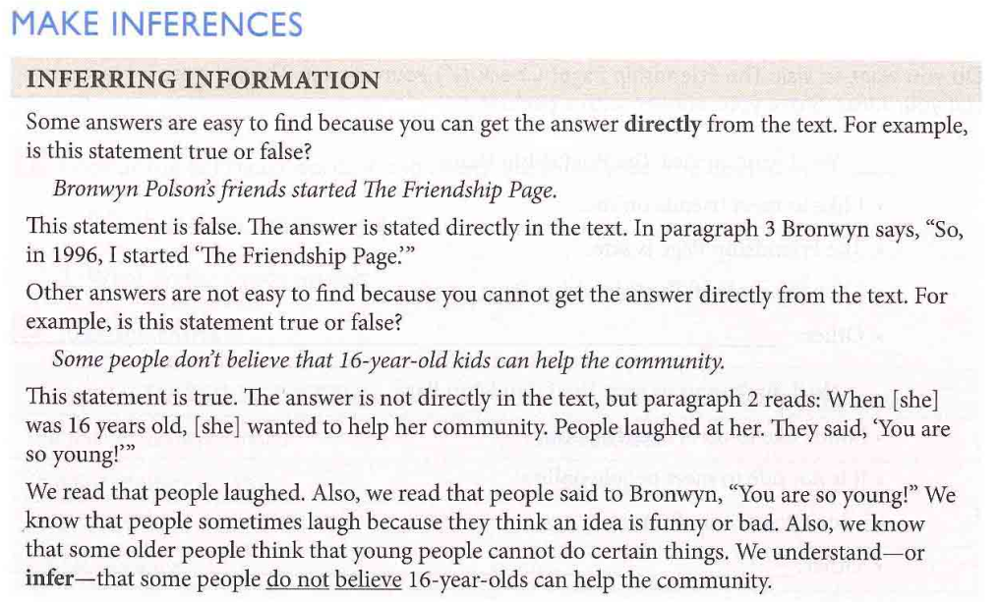 MAKE INFERENCES
INFERRING INFORMATION
Some answers are easy to find because you can get the answer directly from the text. For example,
is this statement true or false?
Bronwyn Polson's friends started The Friendship Page.
This statement is false. The answer is stated directly in the text. In paragraph 3 Bronwyn says, “So,
in 1996, I started ‘The Friendship Page.’”
Other answers are not easy to find because you cannot get the answer directly from the text. For
example, is this statement true or false?
Some people don't believe that 16-year-old kids can help the community.
This statement is true. The answer is not directly in the text, but paragraph 2 reads: When [she]
was 16 years old, [she] wanted to help her community. People laughed at her. They said, ‘You are
so young!’”
We read that people laughed. Also, we read that people said to Bronwyn, “You are so young!” We
know that people sometimes laugh because they think an idea is funny or bad. Also, we know
that some older people think that young people cannot do certain things. We understand—or
infer—that some people do not believe 16-year-olds can help the community.